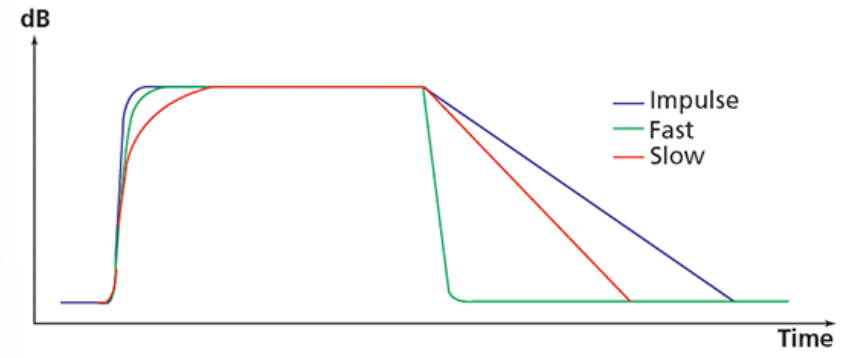 dB
Impulse
Fast
Slow
Time